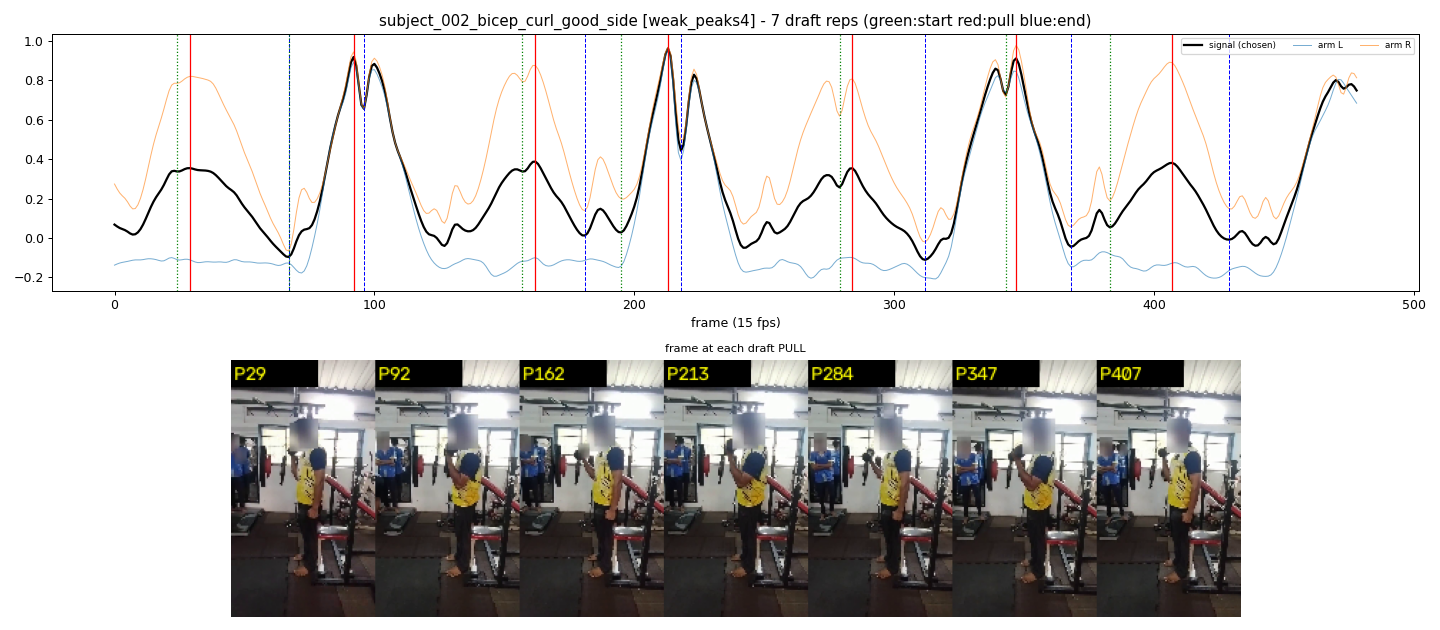 subject_002_bicep_curl_good_side [weak_peaks4] - 7 draft reps (green:start red:pull blue:end)
signal (chosen) arm L arm R
1.0
0.8
0.6
0.4
0.2
0.0
−0.2
0 100 200 300 400 500
frame (15 fps)
frame at each draft PULL
P29 P92 P162 P213 P284 P347 P407